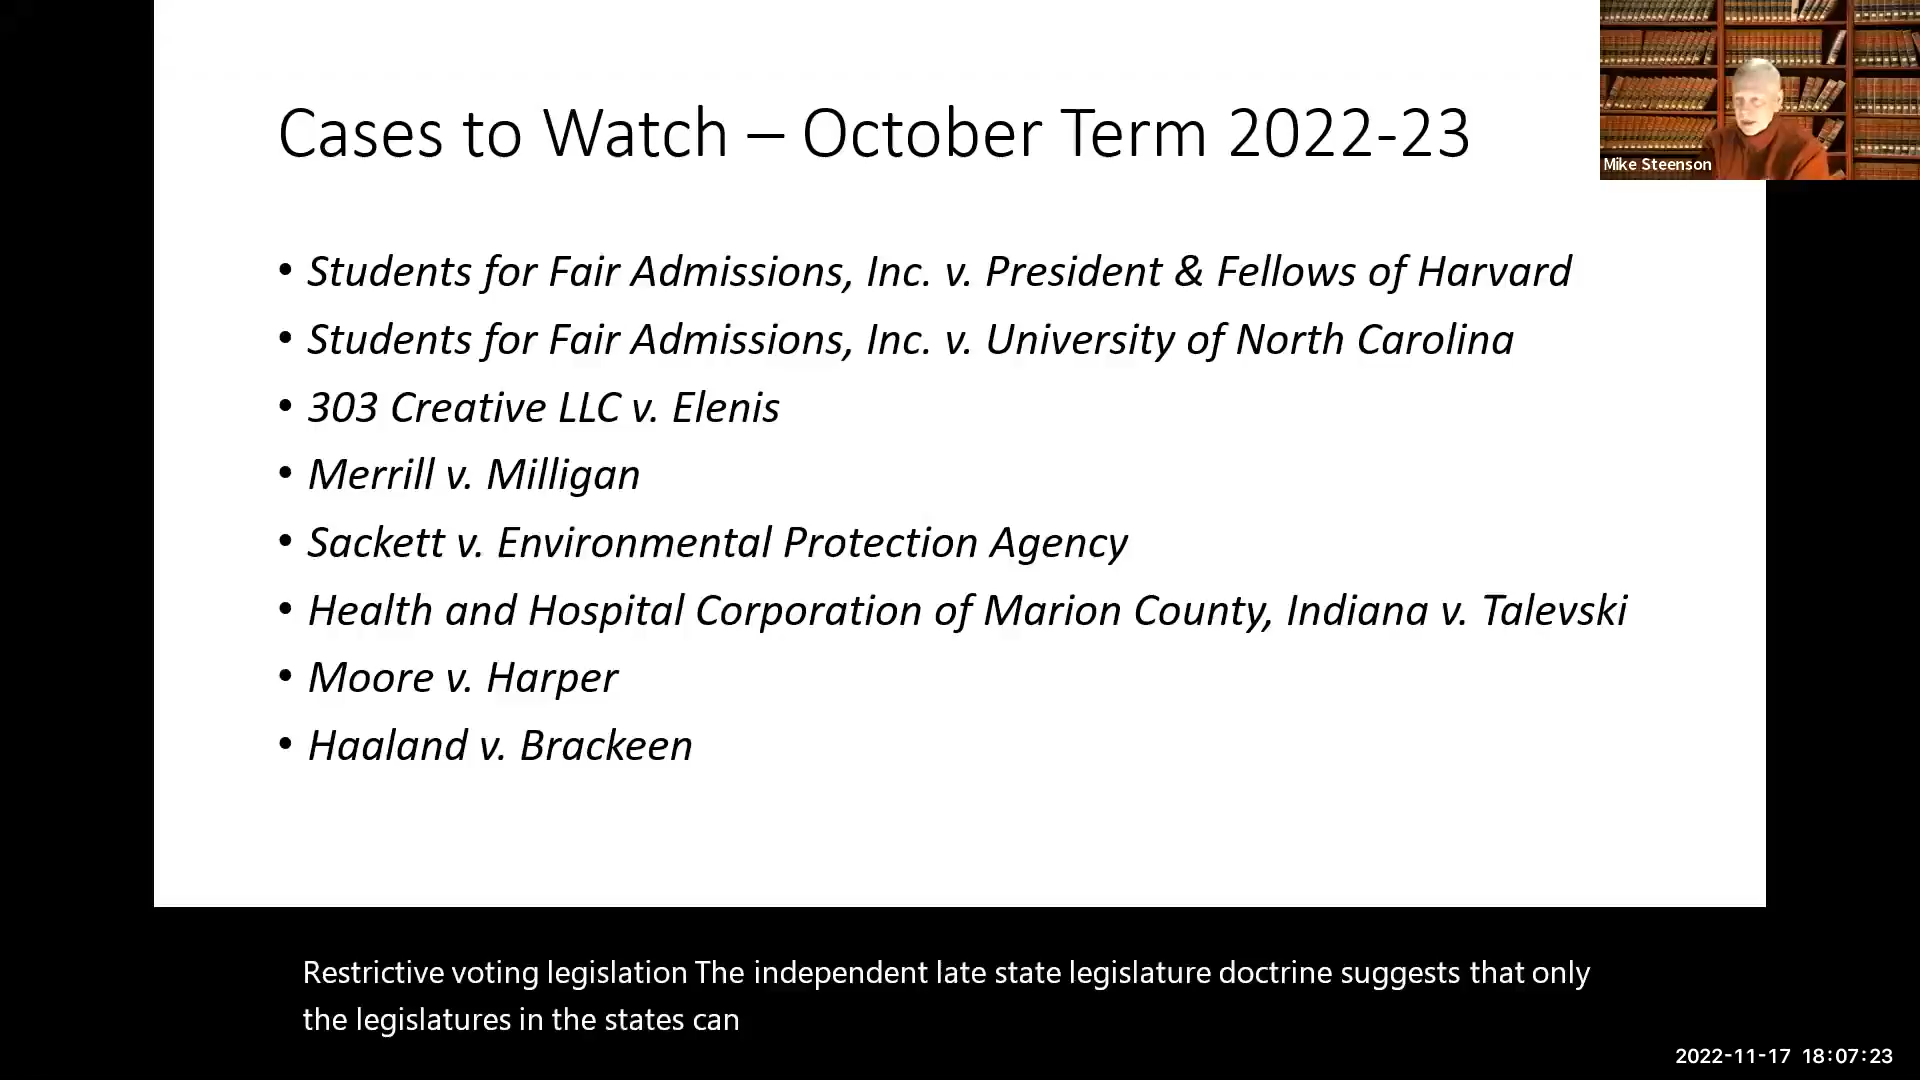 Cases to Watch – October Term 2022-23
Mike Steenson
• Students for Fair Admissions, Inc. v. President & Fellows of Harvard
• Students for Fair Admissions, Inc. v. University of North Carolina
• 303 Creative LLC v. Elenis
• Merrill v. Milligan
• Sackett v. Environmental Protection Agency
• Health and Hospital Corporation of Marion County, Indiana v. Talevski
• Moore v. Harper
• Haaland v. Brackeen
Restrictive voting legislation The independent late state legislature doctrine suggests that only
the legislatures in the states can
2022-11-17 18:07:23